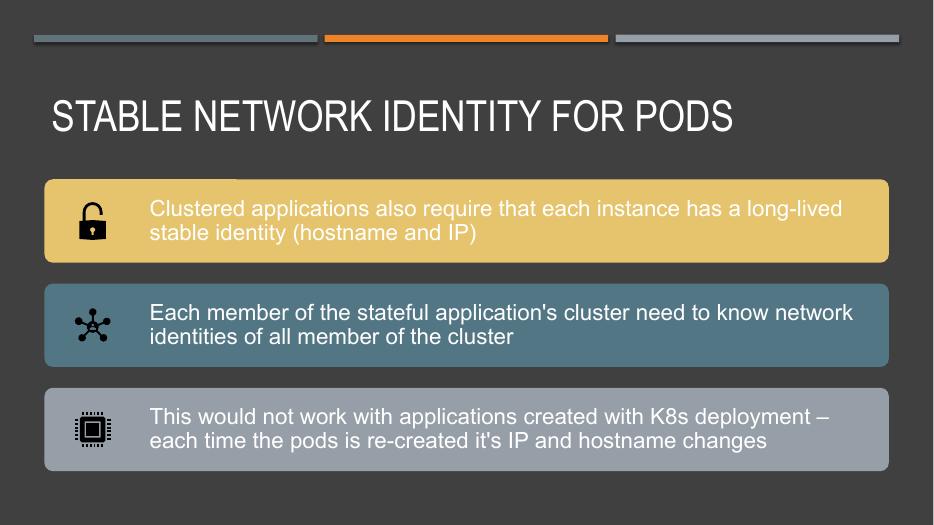 STABLE NETWORK IDENTITY FOR PODS
Clustered applications also require that each instance has a long-lived
stable identity (hostname and IP)
Each member of the stateful application's cluster need to know network
identities of all member of the cluster
This would not work with applications created with K8s deployment –
each time the pods is re-created it's IP and hostname changes